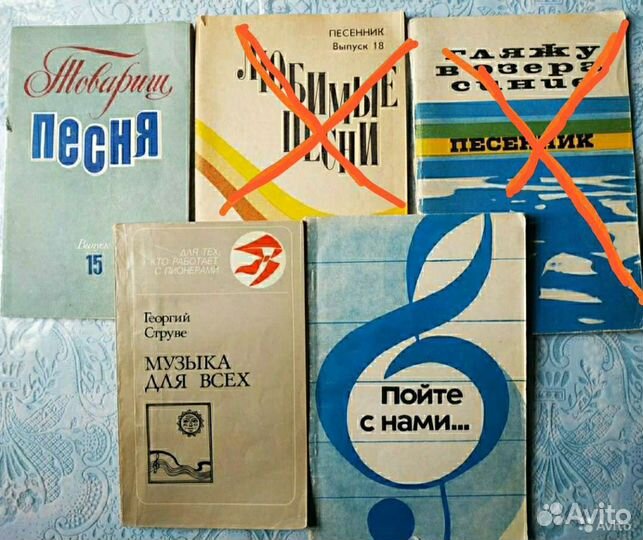 Товарищ
песня
Выпуск
15
ПЕСЕННИК
Выпуск 18
ЛЮБИМЫЕ
ПЕСНИ
ГЛЯЖУ
В ОЗЕРА
СИНИЕ
ПЕСЕННИК
ДЛЯ ТЕХ,
КТО РАБОТАЕТ
С ПИОНЕРАМИ
Георгий
Струве
МУЗЫКА
ДЛЯ ВСЕХ
Пойте
с нами...
Avito
Avito